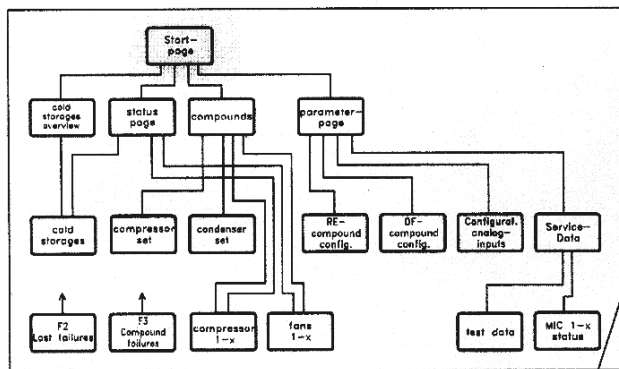 Start-
page
cold
storages
overview
status
page
compounds
parameter-
page
cold
storages
compressor
set
condenser
set
RE-
compound
config.
DF-
compound
config.
Configurat.
analog-
inputs
Service-
Data
F2
Last failures
F3
Compound
failures
compressor
1-x
fans
1-x
test data
MIC 1-x
status